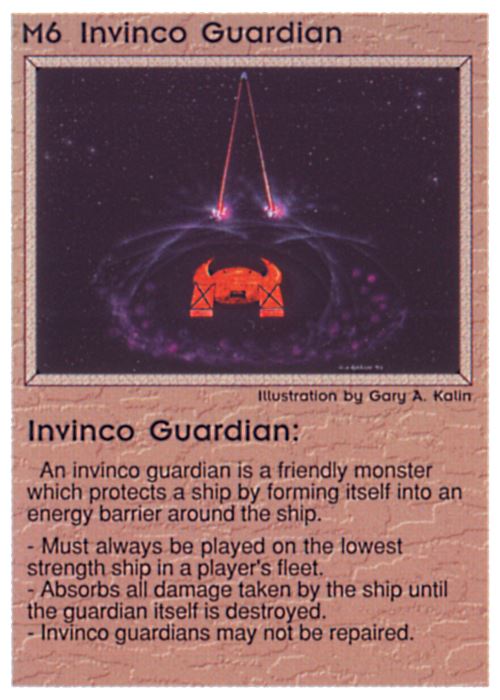 M6 Invinco Guardian
Illustration by Gary A. Kalin
Invinco Guardian:
An invinco guardian is a friendly monster
which protects a ship by forming itself into an
energy barrier around the ship.
- Must always be played on the lowest
strength ship in a player's fleet.
- Absorbs all damage taken by the ship until
the guardian itself is destroyed.
- Invinco guardians may not be repaired.